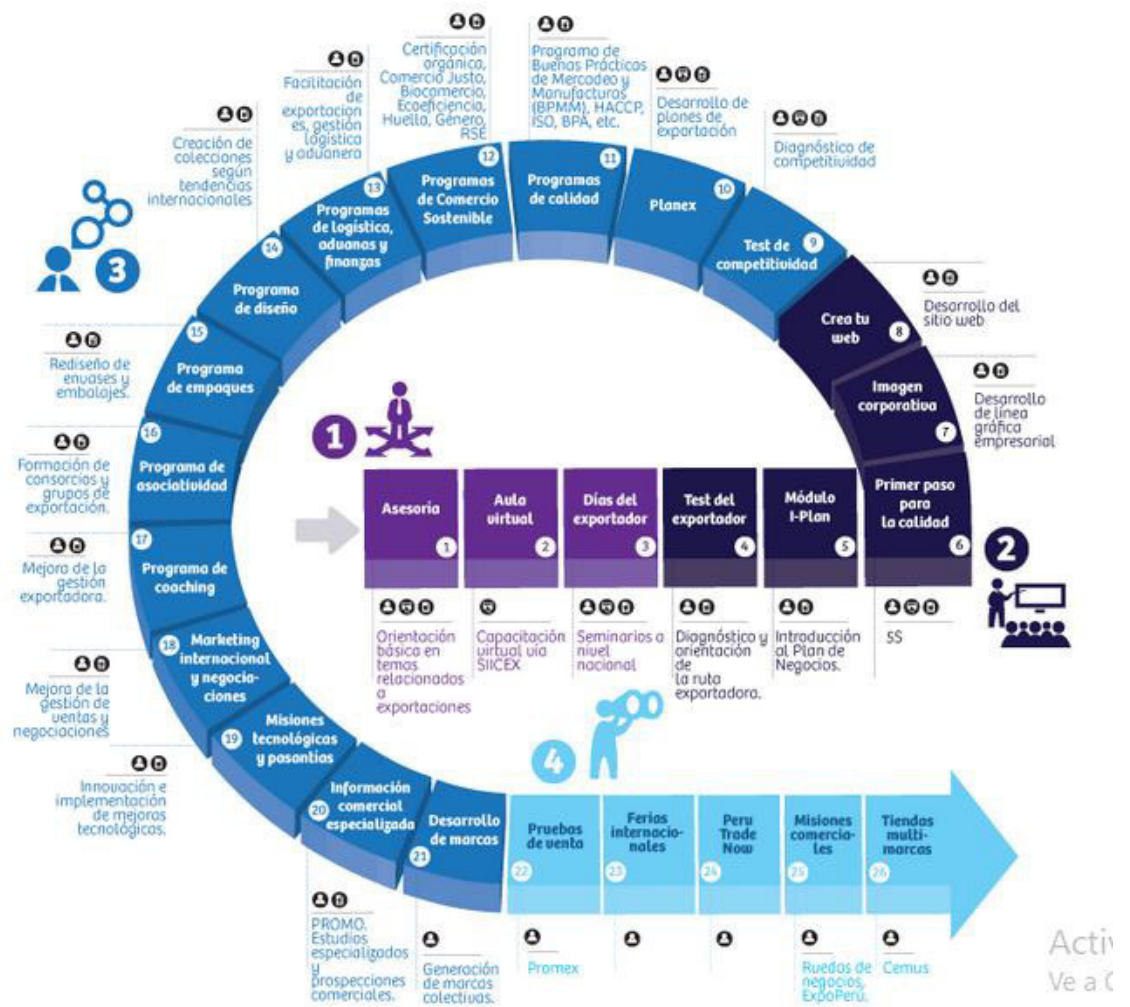 Certificación
orgánica,
Comercio Justo,
Biocomercio,
Ecoeficiencia,
Huella, Género,
RSE
Programa de
Buenas Prácticas
de Mercadeo y
Manufacturas
(BPMM), HACCP,
ISO, BPA, etc.
Facilitación
de
exportacion
es, gestión
logística
y aduanera
Desarrollo de
planes de
exportación
Creación de
colecciones
según
tendencias
internacionales
Diagnóstico de
competitividad
12
Programas
de Comercio
Sostenible
11
Programas
de calidad
10
Planex
13
Programas
de logística,
aduanas y
finanzas
9
Test de
competitividad
3
14
Programa
de diseño
8
Crea tu
web
Desarrollo del
sitio web
15
Programa
de empaques
Rediseño de
envases y
embalajes.
Imagen
corporativa
7
Desarrollo
de línea
gráfica
empresarial
16
Programa de
asociatividad
Formación de
consorcios y
grupos de
exportación.
1
Asesoría
1
Aula
virtual
2
Días del
exportador
3
Test del
exportador
4
Módulo
I-Plan
5
Primer paso
para
la calidad
6
2
17
Programa de
coaching
Mejora de la
gestión
exportadora.
Orientación
básica en
temas
relacionados
a
exportaciones
Capacitación
virtual vía
SIICEX
Seminarios a
nivel
nacional
Diagnóstico y
orientación
de
la ruta
exportadora.
Introducción
al Plan de
Negocios.
SS
18
Marketing
internacional
y negocia-
ciones
Mejora de la
gestión de
ventas y
negociaciones
19
Misiones
tecnológicas
y pasantías
Innovación e
implementación
de mejoras
tecnológicas.
4
20
Información
comercial
especializada
21
Desarrollo
de marcas
Pruebas
de venta
22
Ferias
internacio-
nales
23
Peru
Trade
Now
24
Misiones
comercia-
les
25
Tiendas
multi-
marcas
26
PROMO.
Estudios
especializados
y
prospecciones
comerciales.
Generación
de marcas
colectivas.
Promex
Ruedas de
negocios,
ExpoPerú.
Cemus
Activ
Ve a C